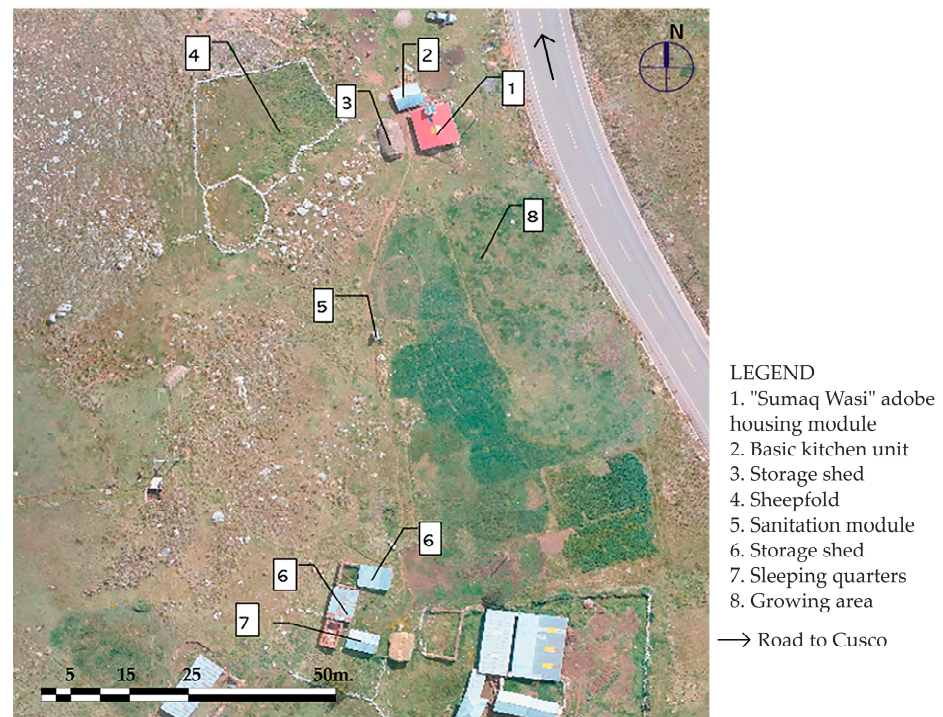 N
4
2
1
3
8
5
6
6
7
5 15 25 50m.
LEGEND
1. "Sumaq Wasi" adobe
housing module
2. Basic kitchen unit
3. Storage shed
4. Sheepfold
5. Sanitation module
6. Storage shed
7. Sleeping quarters
8. Growing area
Road to Cusco